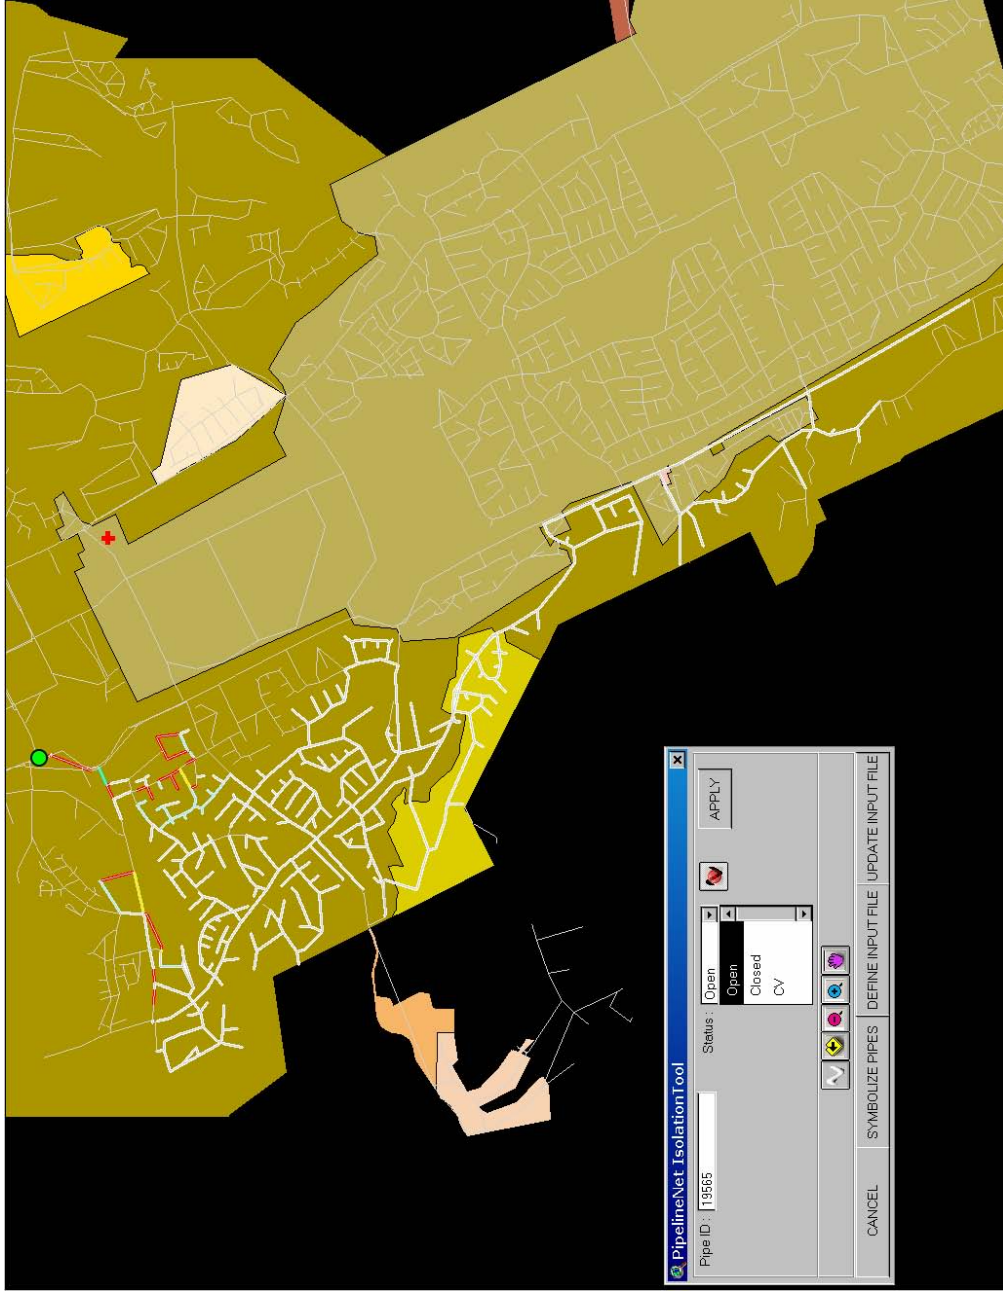 PipelineNet IsolationTool
Pipe ID : 19565
Status : Open
Open
Closed
CV
APPLY
CANCEL
SYMBOLIZE PIPES
DEFINE INPUT FILE
UPDATE INPUT FILE